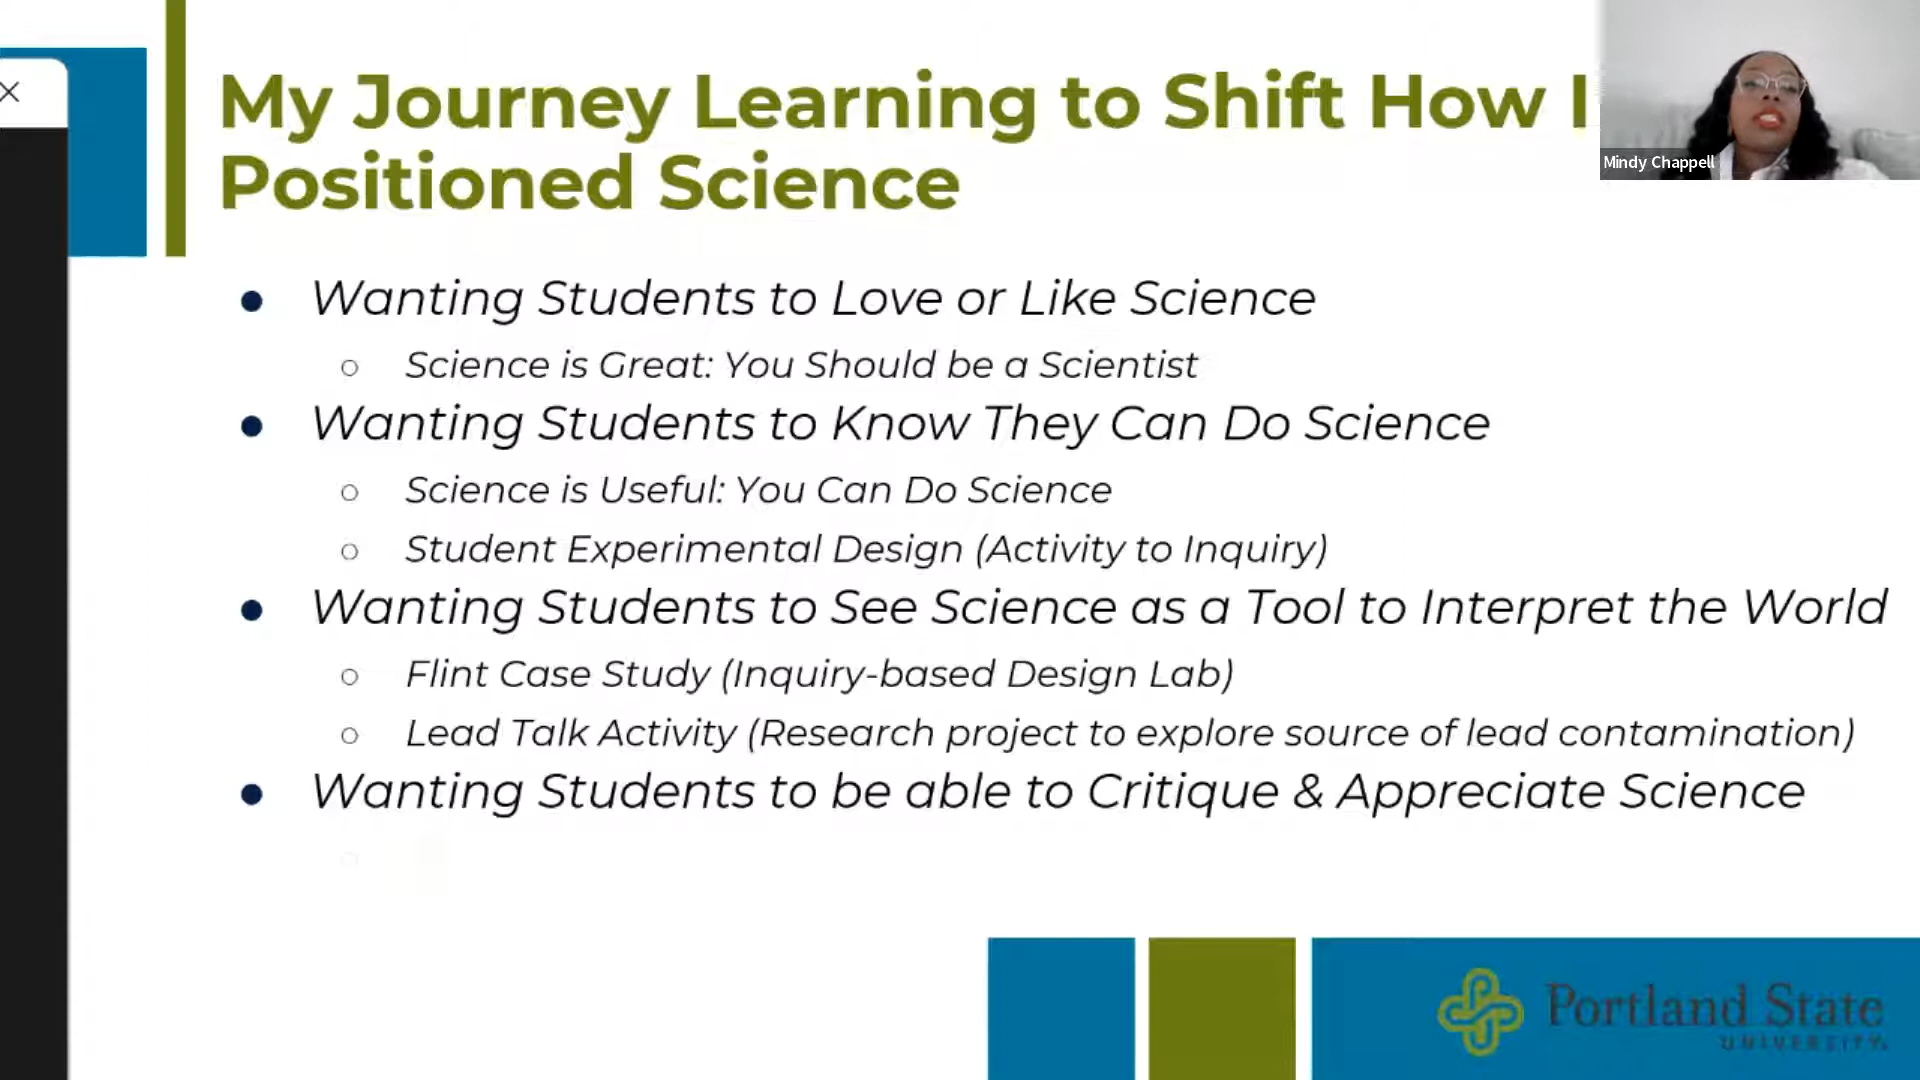 My Journey Learning to Shift How I
Positioned Science
Mindy Chappell
● Wanting Students to Love or Like Science
○ Science is Great: You Should be a Scientist
● Wanting Students to Know They Can Do Science
○ Science is Useful: You Can Do Science
○ Student Experimental Design (Activity to Inquiry)
● Wanting Students to See Science as a Tool to Interpret the World
○ Flint Case Study (Inquiry-based Design Lab)
○ Lead Talk Activity (Research project to explore source of lead contamination)
● Wanting Students to be able to Critique & Appreciate Science
Portland State
UNIVERSITY